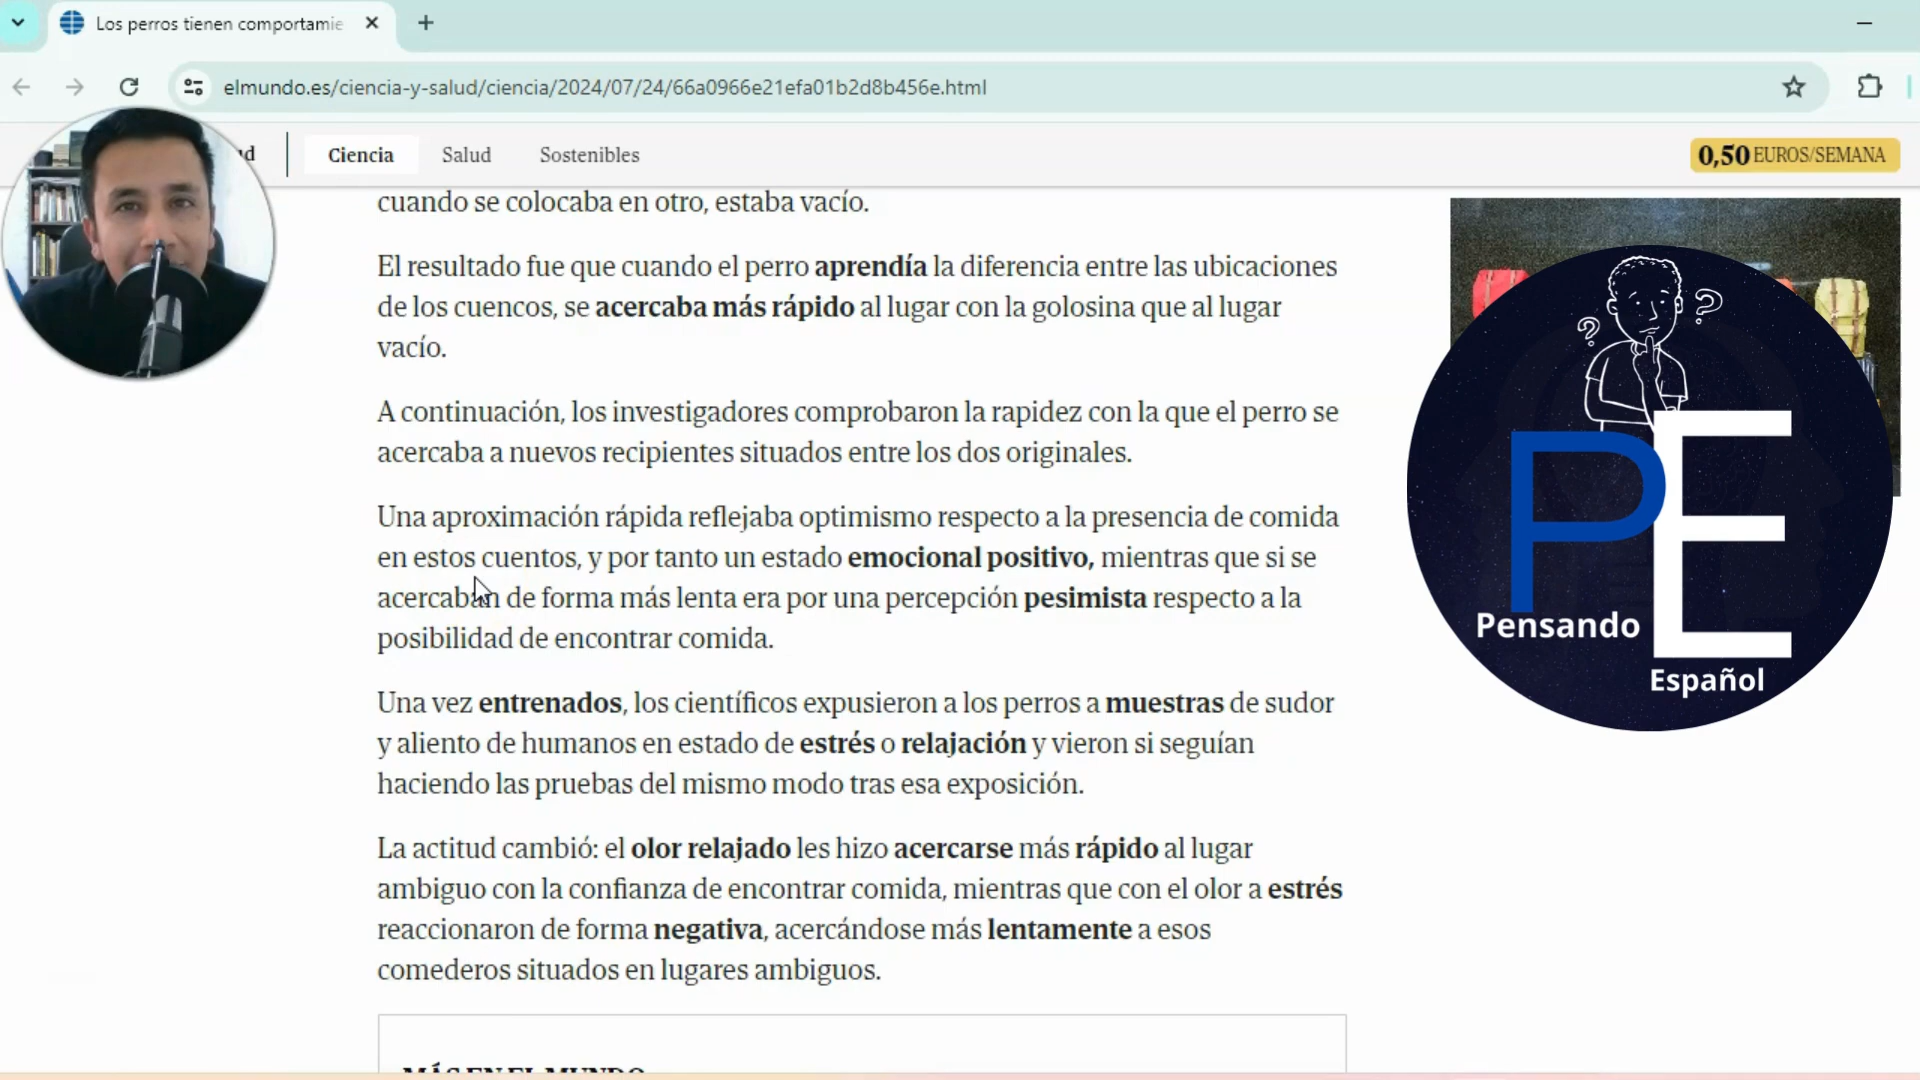 Los perros tienen comportamie
elmundo.es/ciencia-y-salud/ciencia/2024/07/24/66a0966e21efa01b2d8b456e.html
Ciencia Salud Sostenibles
0,50 EUROS/SEMANA
cuando se colocaba en otro, estaba vacío.
El resultado fue que cuando el perro aprendía la diferencia entre las ubicaciones
de los cuencos, se acercaba más rápido al lugar con la golosina que al lugar
vacío.
A continuación, los investigadores comprobaron la rapidez con la que el perro se
acercaba a nuevos recipientes situados entre los dos originales.
Una aproximación rápida reflejaba optimismo respecto a la presencia de comida
en estos cuentos, y por tanto un estado emocional positivo, mientras que si se
acercaban de forma más lenta era por una percepción pesimista respecto a la
posibilidad de encontrar comida.
Una vez entrenados, los científicos expusieron a los perros a muestras de sudor
y aliento de humanos en estado de estrés o relajación y vieron si seguían
haciendo las pruebas del mismo modo tras esa exposición.
La actitud cambió: el olor relajado les hizo acercarse más rápido al lugar
ambiguo con la confianza de encontrar comida, mientras que con el olor a estrés
reaccionaron de forma negativa, acercándose más lentamente a esos
comederos situados en lugares ambiguos.
MÁS EN EL MUNDO
PE
Pensando
Español